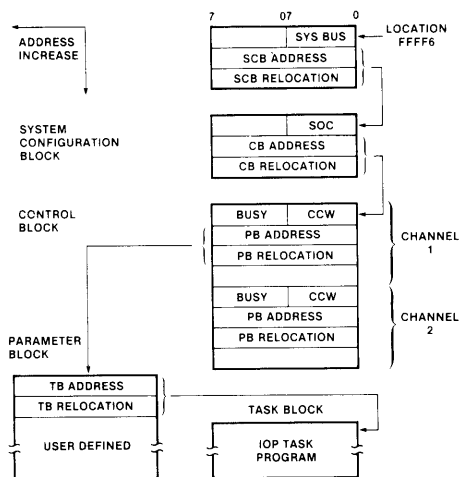 7 07 0
ADDRESS
INCREASE
SYS BUS
LOCATION
FFFF6
SCB ADDRESS
SCB RELOCATION
SYSTEM
CONFIGURATION
BLOCK
SOC
CB ADDRESS
CB RELOCATION
CONTROL
BLOCK
BUSY CCW
PB ADDRESS
PB RELOCATION
CHANNEL
1
BUSY CCW
PB ADDRESS
PB RELOCATION
CHANNEL
2
PARAMETER
BLOCK
TB ADDRESS
TB RELOCATION
USER DEFINED
TASK BLOCK
IOP TASK
PROGRAM